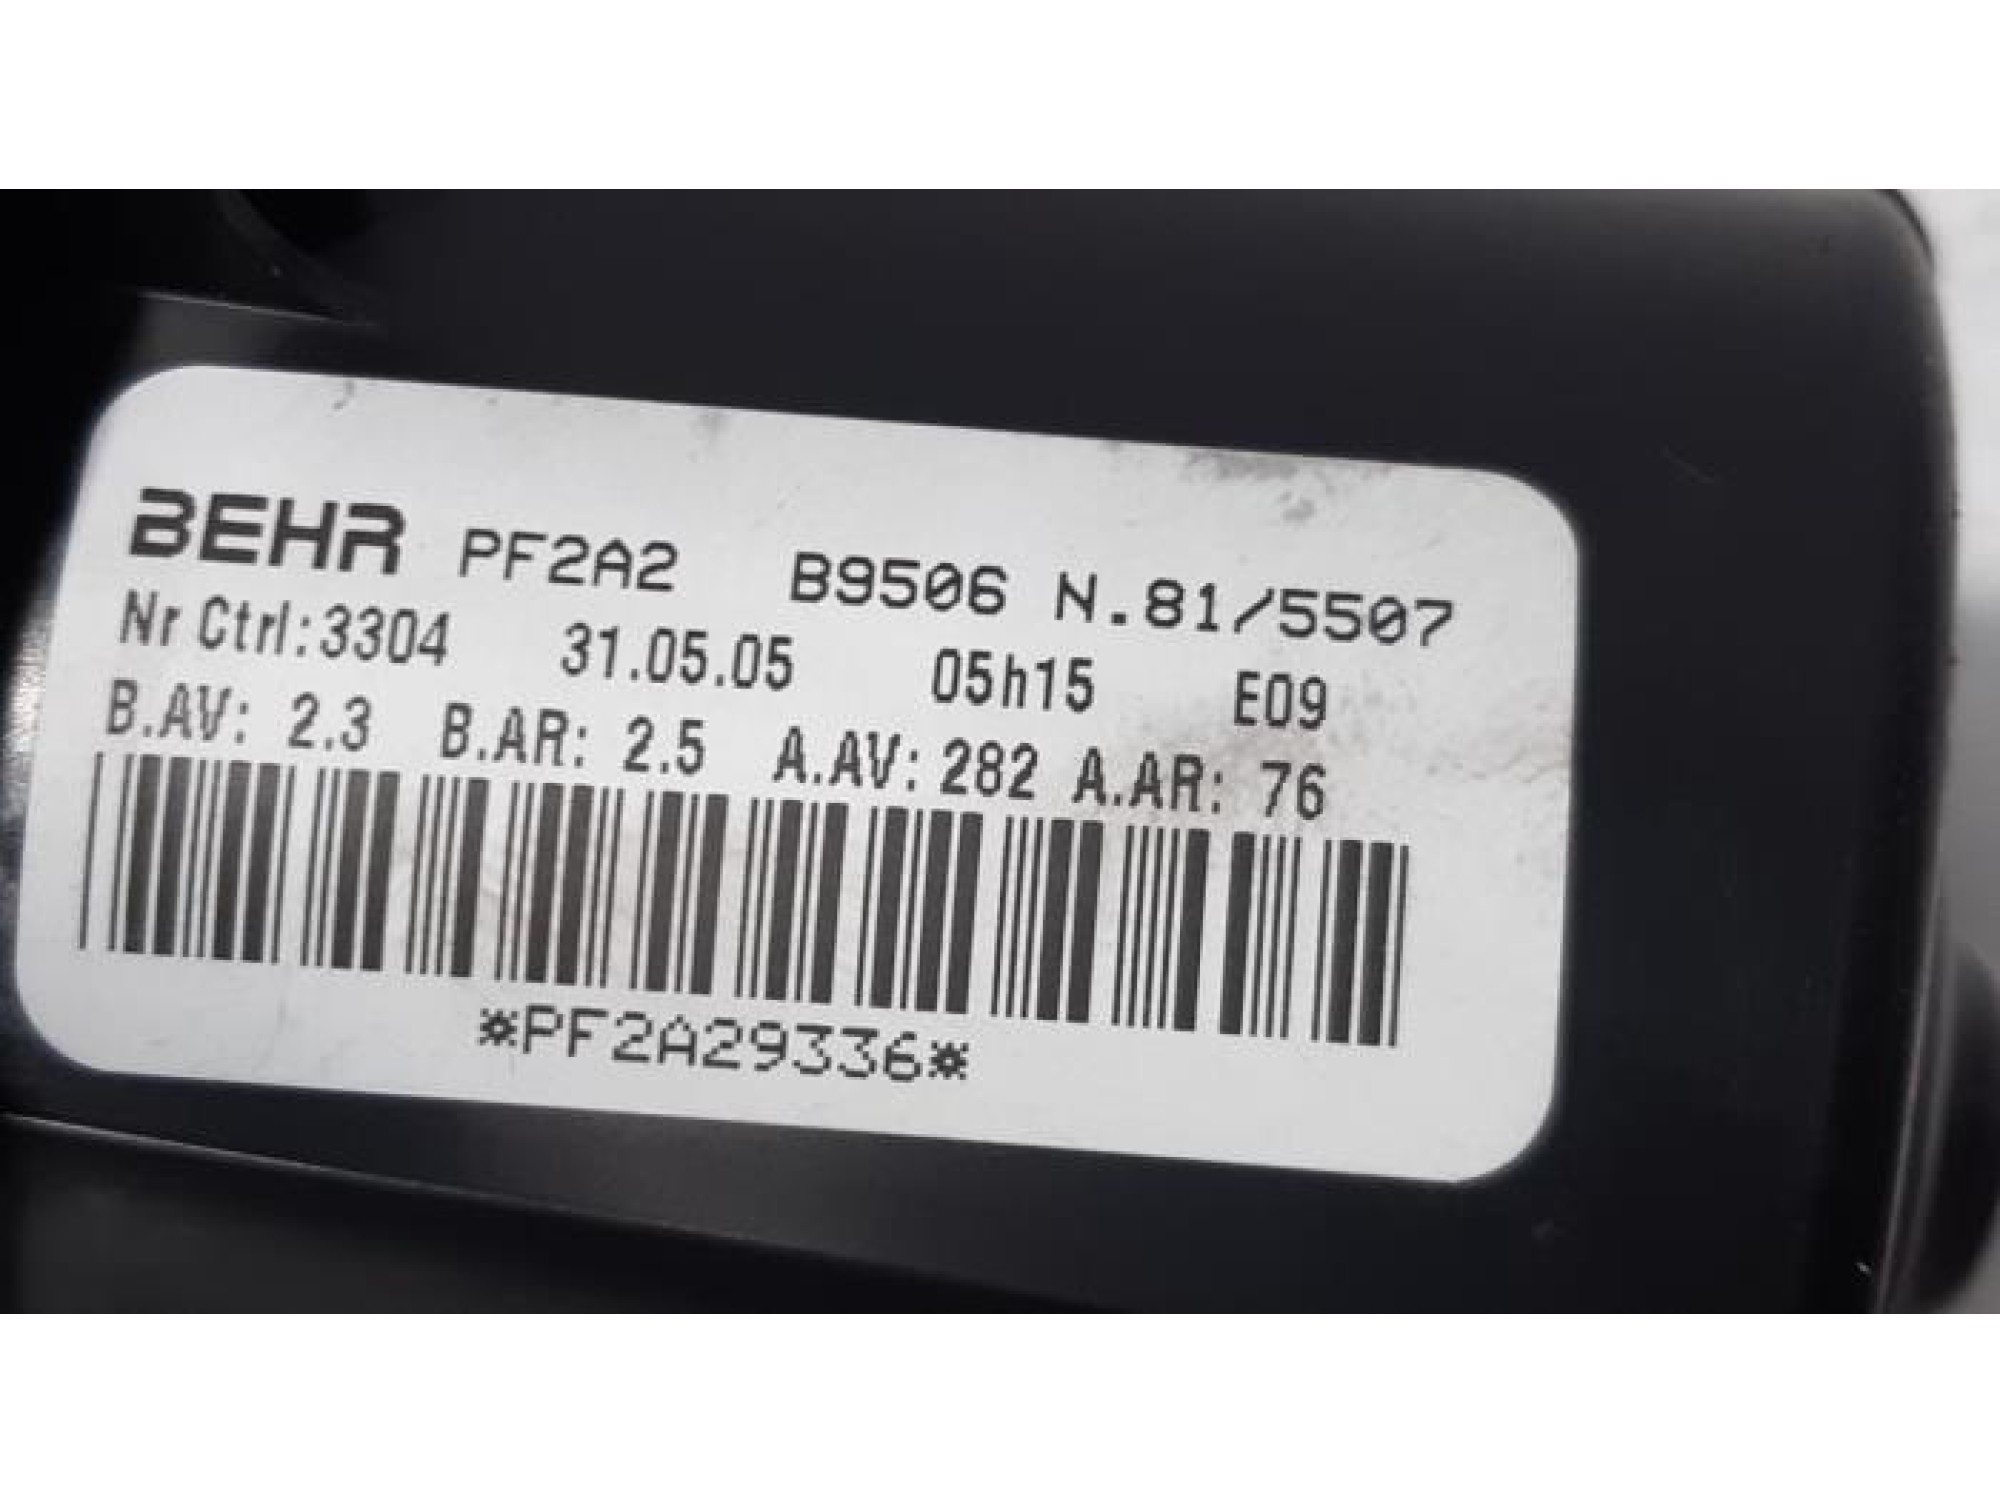 BEHR PF2A2 B9506 N.81/5507
Nr Ctrl:3304 31.05.05 05h15 E09
B.AV: 2.3 B.AR: 2.5 A.AV: 282 A.AR: 76
*PF2A29336*